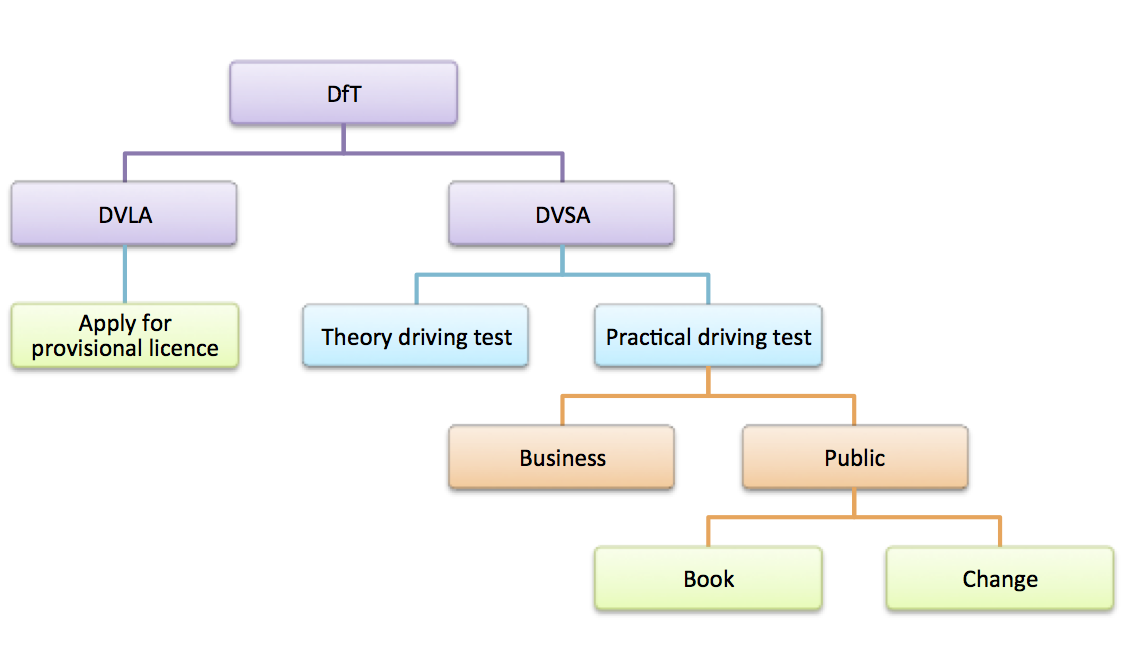 DfT
DVLA
DVSA
Apply for
provisional licence
Theory driving test
Practical driving test
Business
Public
Book
Change